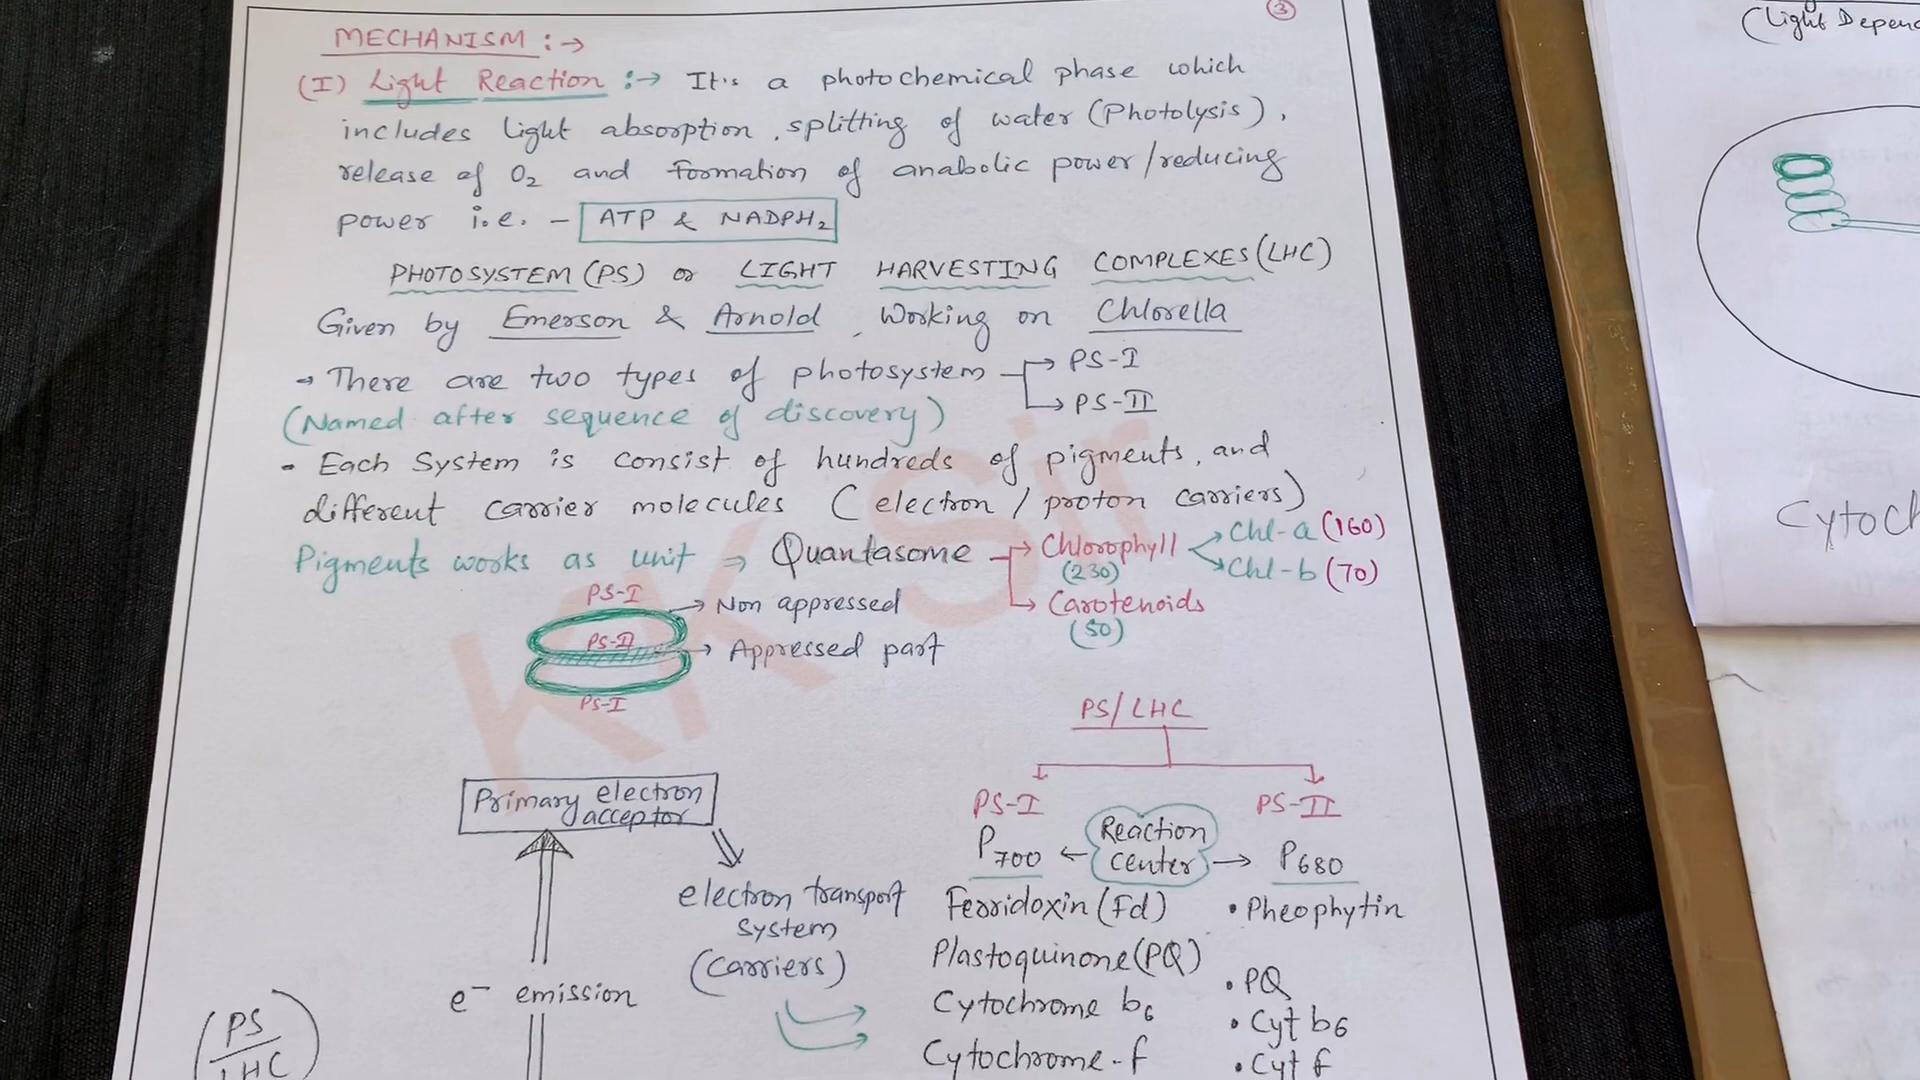 3
MECHANISM :→
(I) Light Reaction :→ It's a photochemical phase which
includes light absorption, splitting of water (Photolysis),
release of O₂ and formation of anabolic power/reducing
power i.e. – ATP & NADPH₂
PHOTOSYSTEM (PS) or LIGHT HARVESTING COMPLEXES (LHC)
Given by Emerson & Arnold, Working on Chlorella
→ There are two types of photosystem → PS-I
→ PS-II
(Named after sequence of discovery)
- Each System is consist of hundreds of pigments, and
different carrier molecules (electron / proton carriers)
Pigments works as unit ⇒ Quantasome → Chlorophyll (230) → Chl-a (160)
→ Chl-b (70)
→ Carotenoids
(50)
PS-I
→ Non appressed
PS-II
→ Appressed part
PS-I
KK Sir
PS/LHC
PS-I PS-II
P700 ← Reaction center → P680
Primary electron
acceptor
electron transport
system
(Carriers)
e⁻ emission
(PS
LHC)
Ferridoxin (Fd)
Plastoquinone (PQ)
Cytochrome b6
Cytochrome-f
• Pheophytin
• PQ
• Cyt b6
• Cyt f
(Light Depen
Cytoch